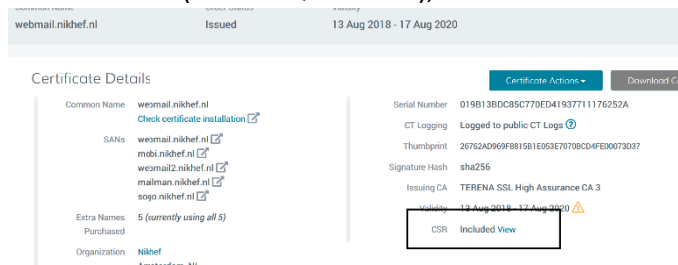 webmail.nikhef.nl Issued 13 Aug 2018 - 17 Aug 2020
Certificate Details
Certificate Actions
Download
Common Name webmail.nikhef.nl
Check certificate installation
SANs webmail.nikhef.nl
mobi.nikhef.nl
webmail2.nikhef.nl
mailman.nikhef.nl
sogo.nikhef.nl
Extra Names Purchased 5 (currently using all 5)
Organization Nikhef
Amsterdam, NL
Serial Number 019B13BDC85C770ED41937711176252A
CT Logging Logged to public CT Logs
Thumbprint 26762AD969F8815B1E053E7070BCD4FE00073D37
Signature Hash sha256
Issuing CA TERENA SSL High Assurance CA 3
Validity 13 Aug 2018 - 17 Aug 2020
CSR Included View